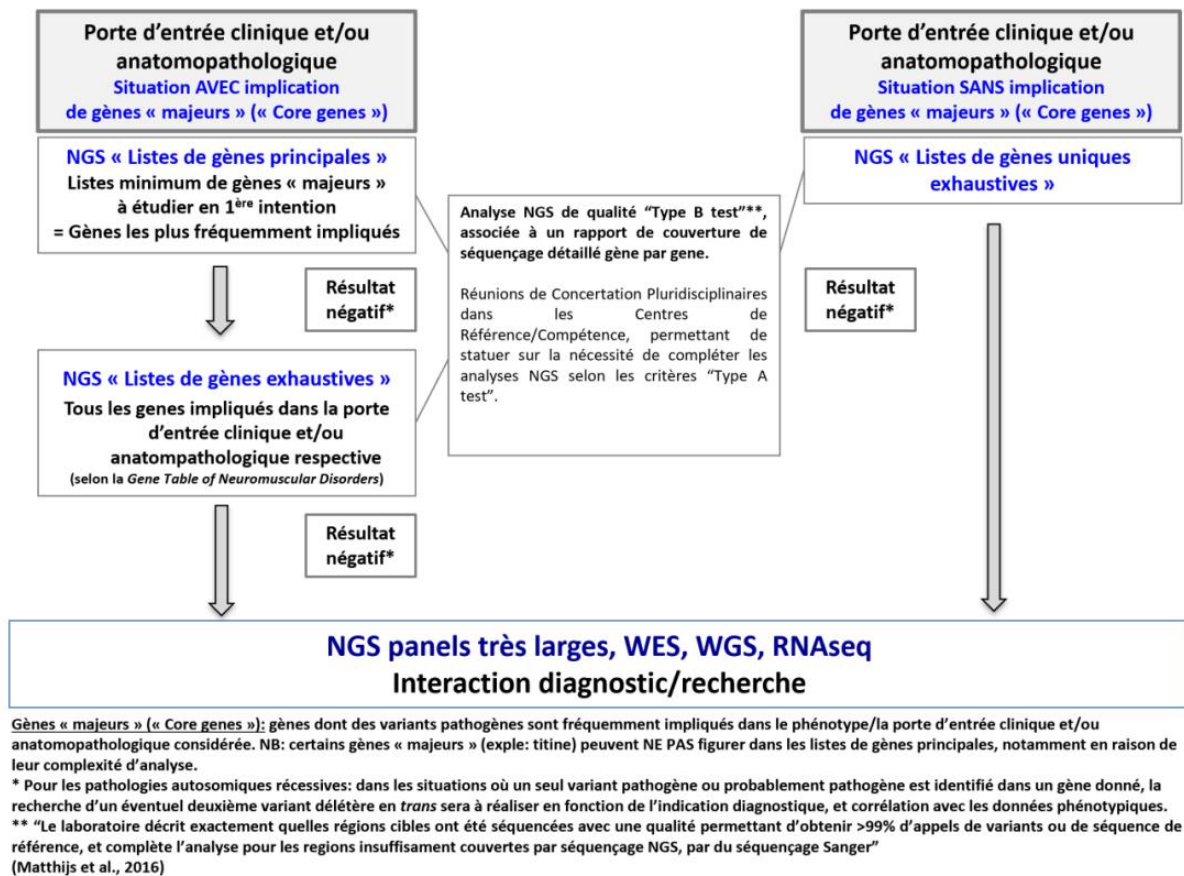 Porte d'entrée clinique et/ou
anatomopathologique
Situation AVEC implication
de gènes « majeurs » (« Core genes »)
NGS « Listes de gènes principales »
Listes minimum de gènes « majeurs »
à étudier en 1ère intention
= Gènes les plus fréquemment impliqués
Résultat
négatif*
NGS « Listes de gènes exhaustives »
Tous les genes impliqués dans la porte
d'entrée clinique et/ou
anatompathologique respective
(selon la Gene Table of Neuromuscular Disorders)
Résultat
négatif*
Analyse NGS de qualité “Type B test”**,
associée à un rapport de couverture de
séquençage détaillé gène par gene.
Réunions de Concertation Pluridisciplinaires
dans les Centres de
Référence/Compétence, permettant de
statuer sur la nécessité de compléter les
analyses NGS selon les critères “Type A
test”.
Porte d'entrée clinique et/ou
anatomopathologique
Situation SANS implication
de gènes « majeurs » (« Core genes »)
NGS « Listes de gènes uniques
exhaustives »
Résultat
négatif*
NGS panels très larges, WES, WGS, RNAseq
Interaction diagnostic/recherche
Gènes « majeurs » (« Core genes »): gènes dont des variants pathogènes sont fréquemment impliqués dans le phénotype/la porte d'entrée clinique et/ou
anatomopathologique considérée. NB: certains gènes « majeurs » (exple: titine) peuvent NE PAS figurer dans les listes de gènes principales, notamment en raison de
leur complexité d'analyse.
* Pour les pathologies autosomiques récessives: dans les situations où un seul variant pathogène ou probablement pathogène est identifié dans un gène donné, la
recherche d'un éventuel deuxième variant délétère en trans sera à réaliser en fonction de l'indication diagnostique, et corrélation avec les données phénotypiques.
** “Le laboratoire décrit exactement quelles régions cibles ont été séquencées avec une qualité permettant d'obtenir >99% d'appels de variants ou de séquence de
référence, et complète l'analyse pour les regions insuffisament couvertes par séquençage NGS, par du séquençage Sanger”
(Matthijs et al., 2016)